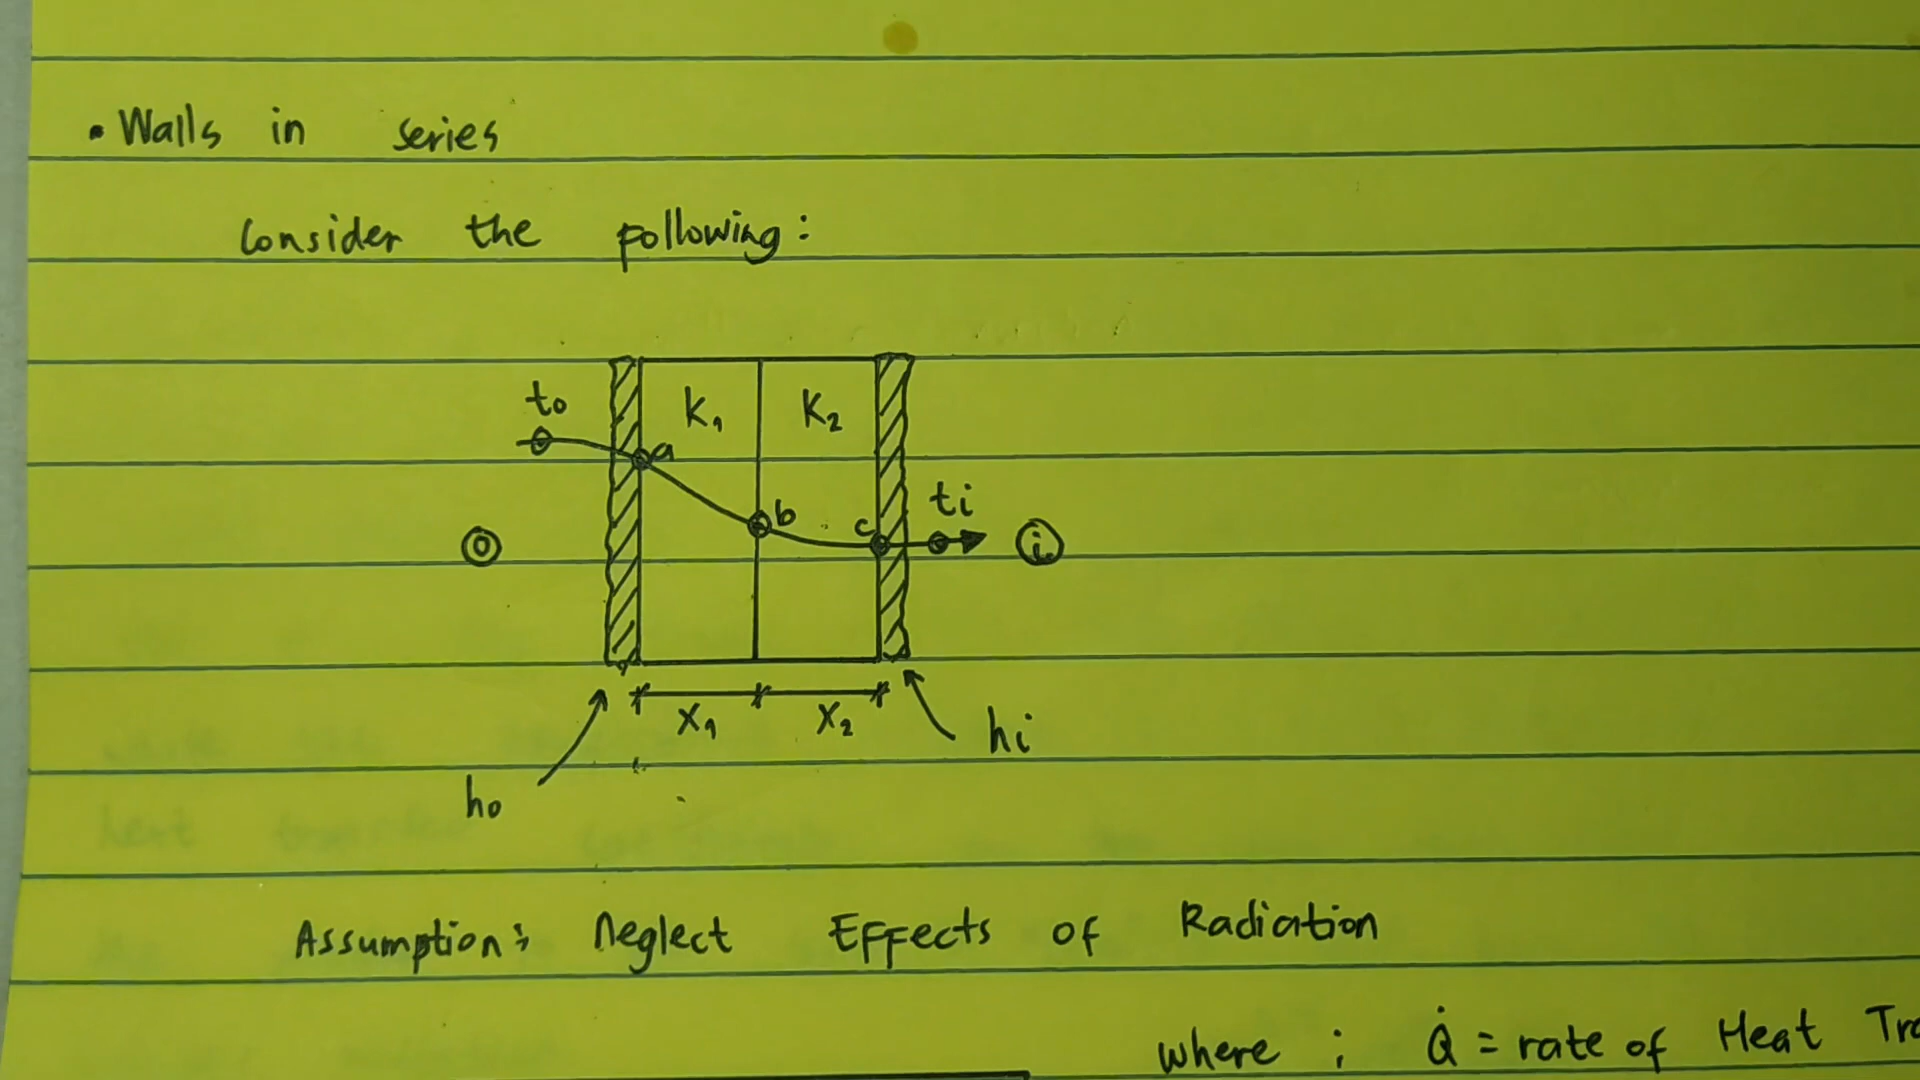 • Walls in series
Consider the following:
to
K₁
K₂
a
b
c
ti
o
i
x₁
x₂
ho
hi
Assumption: Neglect Effects of Radiation
where ; Q̇ = rate of Heat